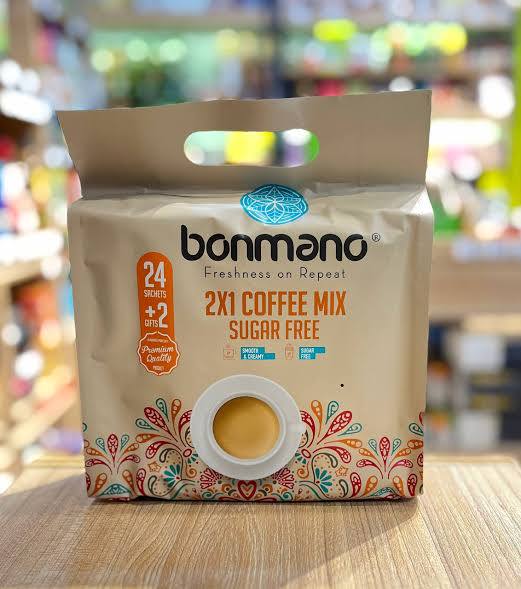 bonmano®
Freshness on Repeat
24
SACHETS
+2
GIFTS
Premium
Quality
PRODUCT
2X1 COFFEE MIX
SUGAR FREE
SMOOTH
& CREAMY
SUGAR
FREE